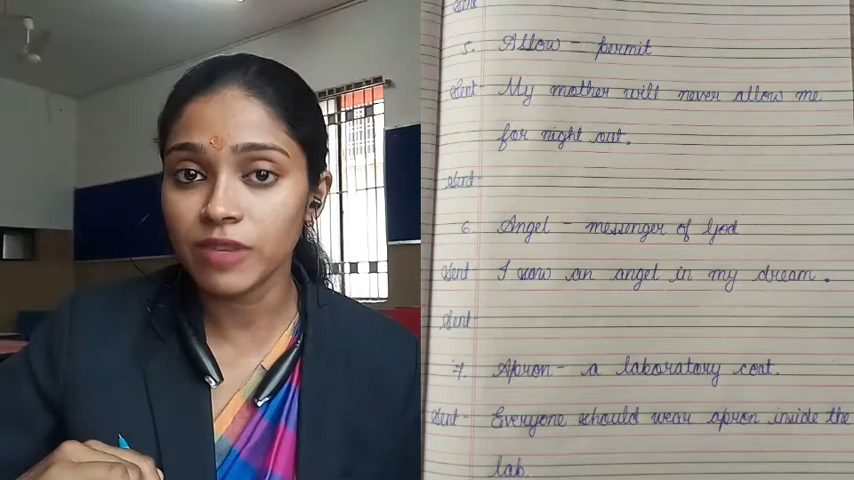 Sent
5. Allow - permit
Sent My mother will never allow me
for night out.
Sent
6. Angel - messenger of God
Sent I saw an angel in my dream.
Sent
7. Apron - a laboratary coat.
Sent - Everyone should wear apron inside the
lab.